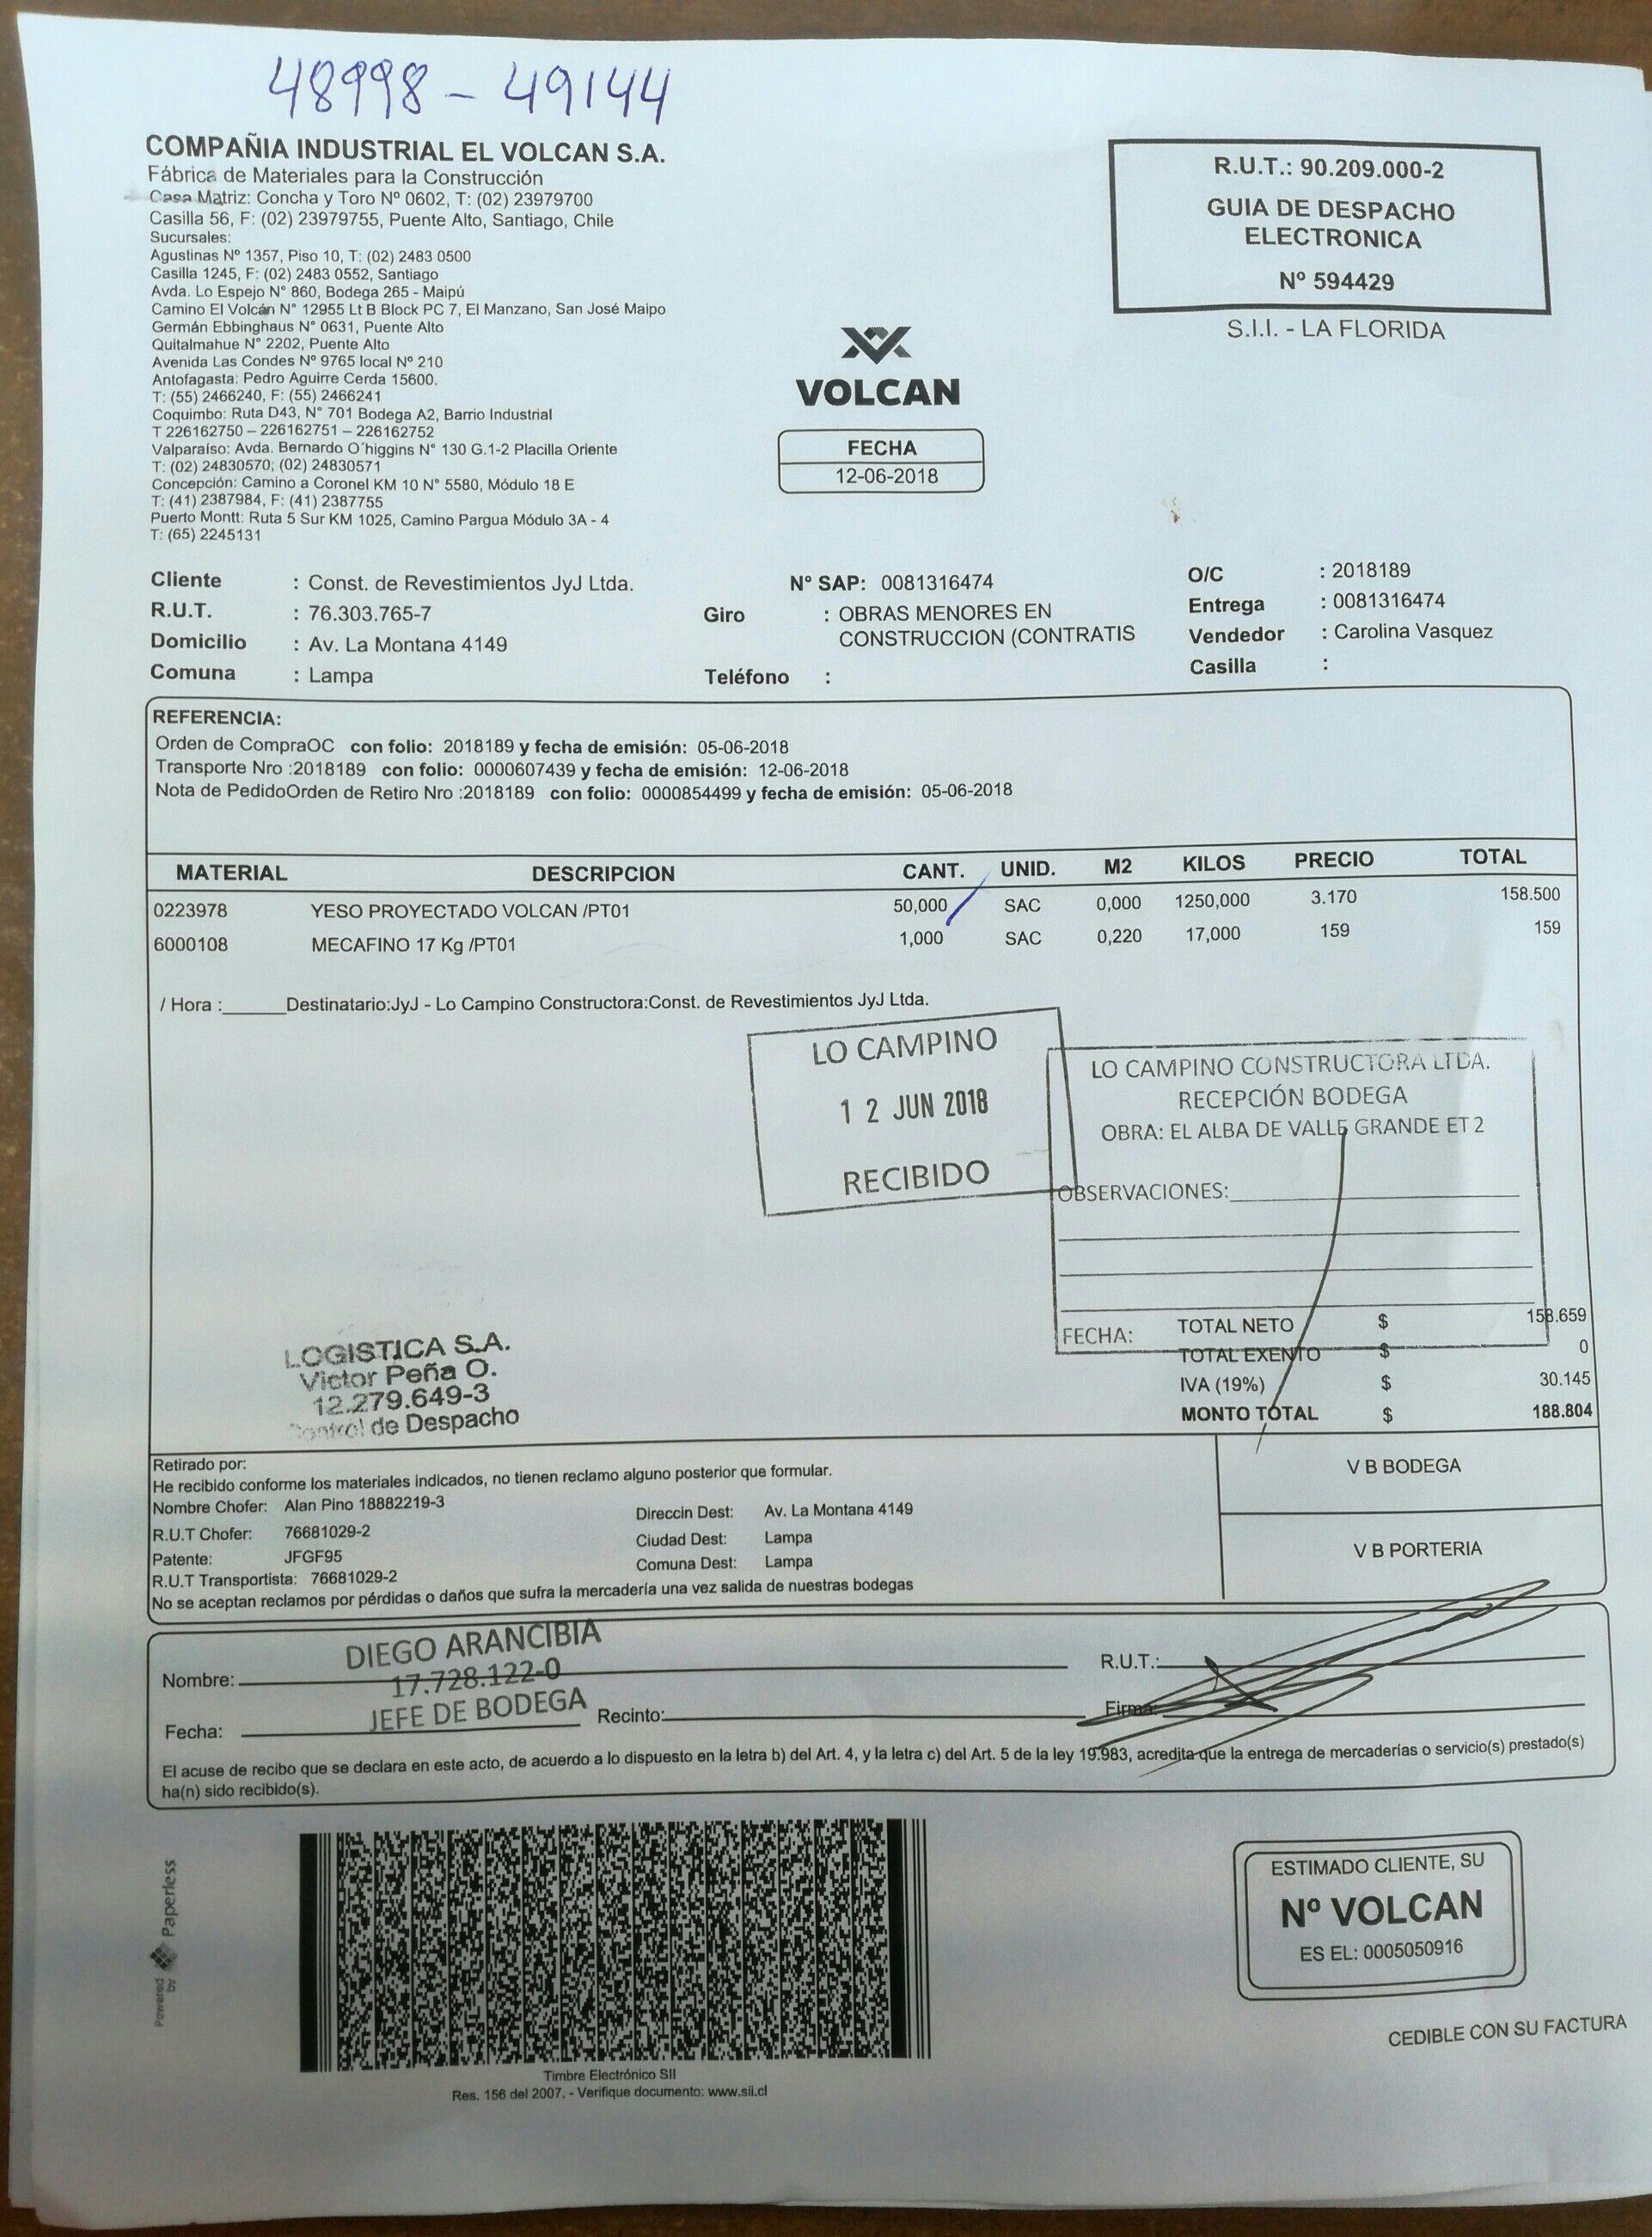 48998 - 49144
COMPAÑIA INDUSTRIAL EL VOLCAN S.A.
Fábrica de Materiales para la Construcción
Casa Matriz: Concha y Toro Nº 0602, T: (02) 23979700
Casilla 56, F: (02) 23979755, Puente Alto, Santiago, Chile
Sucursales:
Agustinas Nº 1357, Piso 10, T: (02) 2483 0500
Casilla 1245, F: (02) 2483 0552, Santiago
Avda. Lo Espejo N° 860, Bodega 265 - Maipú
Camino El Volcán N° 12955 Lt B Block PC 7, El Manzano, San José Maipo
Germán Ebbinghaus N° 0631, Puente Alto
Quitalmahue N° 2202, Puente Alto
Avenida Las Condes Nº 9765 local Nº 210
Antofagasta: Pedro Aguirre Cerda 15600.
T: (55) 2466240, F: (55) 2466241
Coquimbo: Ruta D43, N° 701 Bodega A2, Barrio Industrial
T 226162750 – 226162751 – 226162752
Valparaíso: Avda. Bernardo O´higgins N° 130 G.1-2 Placilla Oriente
T: (02) 24830570; (02) 24830571
Concepción: Camino a Coronel KM 10 N° 5580, Módulo 18 E
T: (41) 2387984, F: (41) 2387755
Puerto Montt: Ruta 5 Sur KM 1025, Camino Pargua Módulo 3A - 4
T: (65) 2245131
R.U.T.: 90.209.000-2
GUIA DE DESPACHO
ELECTRONICA
Nº 594429
S.I.I. - LA FLORIDA
VOLCAN
FECHA
12-06-2018
Cliente : Const. de Revestimientos JyJ Ltda. Nº SAP: 0081316474 O/C : 2018189
R.U.T. : 76.303.765-7 Giro : OBRAS MENORES EN Entrega : 0081316474
Domicilio : Av. La Montana 4149 CONSTRUCCION (CONTRATIS Vendedor : Carolina Vasquez
Comuna : Lampa Teléfono : Casilla :
REFERENCIA:
Orden de CompraOC con folio: 2018189 y fecha de emisión: 05-06-2018
Transporte Nro :2018189 con folio: 0000607439 y fecha de emisión: 12-06-2018
Nota de PedidoOrden de Retiro Nro :2018189 con folio: 0000854499 y fecha de emisión: 05-06-2018
MATERIAL DESCRIPCION CANT. UNID. M2 KILOS PRECIO TOTAL
0223978 YESO PROYECTADO VOLCAN /PT01 50,000 SAC 0,000 1250,000 3.170 158.500
6000108 MECAFINO 17 Kg /PT01 1,000 SAC 0,220 17,000 159 159
/ Hora :______Destinatario:JyJ - Lo Campino Constructora:Const. de Revestimientos JyJ Ltda.
LO CAMPINO
12 JUN 2018
RECIBIDO
LO CAMPINO CONSTRUCTORA LTDA.
RECEPCIÓN BODEGA
OBRA: EL ALBA DE VALLE GRANDE ET 2
OBSERVACIONES:
FECHA:
TOTAL NETO $ 158.659
TOTAL EXENTO $ 0
IVA (19%) $ 30.145
MONTO TOTAL $ 188.804
LOGISTICA S.A.
Victor Peña O.
12.279.649-3
Control de Despacho
Retirado por:
He recibido conforme los materiales indicados, no tienen reclamo alguno posterior que formular.
Nombre Chofer: Alan Pino 18882219-3 Direccin Dest: Av. La Montana 4149
R.U.T Chofer: 76681029-2 Ciudad Dest: Lampa
Patente: JFGF95 Comuna Dest: Lampa
R.U.T Transportista: 76681029-2
No se aceptan reclamos por pérdidas o daños que sufra la mercadería una vez salida de nuestras bodegas
V B BODEGA
V B PORTERIA
DIEGO ARANCIBIA
17.728.122-0
JEFE DE BODEGA
Nombre: R.U.T.:
Fecha: Recinto: Firma:
El acuse de recibo que se declara en este acto, de acuerdo a lo dispuesto en la letra b) del Art. 4, y la letra c) del Art. 5 de la ley 19.983, acredita que la entrega de mercaderías o servicio(s) prestado(s)
ha(n) sido recibido(s).
Powered by Paperless
Timbre Electrónico SII
Res. 156 del 2007. - Verifique documento: www.sii.cl
ESTIMADO CLIENTE, SU
Nº VOLCAN
ES EL: 0005050916
CEDIBLE CON SU FACTURA